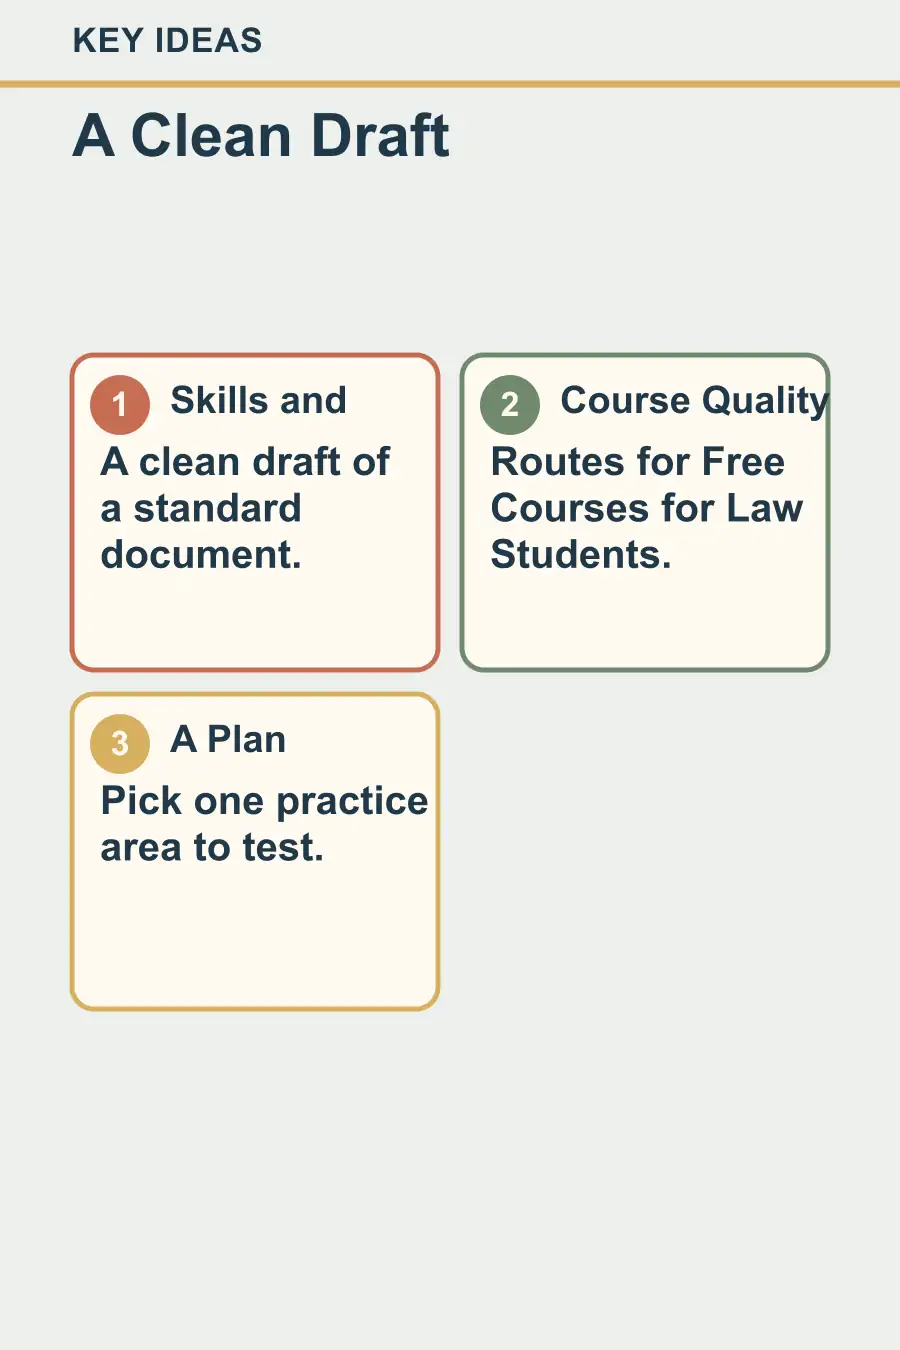 KEY IDEAS
A Clean Draft
1 Skills and
A clean draft of
a standard
document.
2 Course Quality
Routes for Free
Courses for Law
Students.
3 A Plan
Pick one practice
area to test.